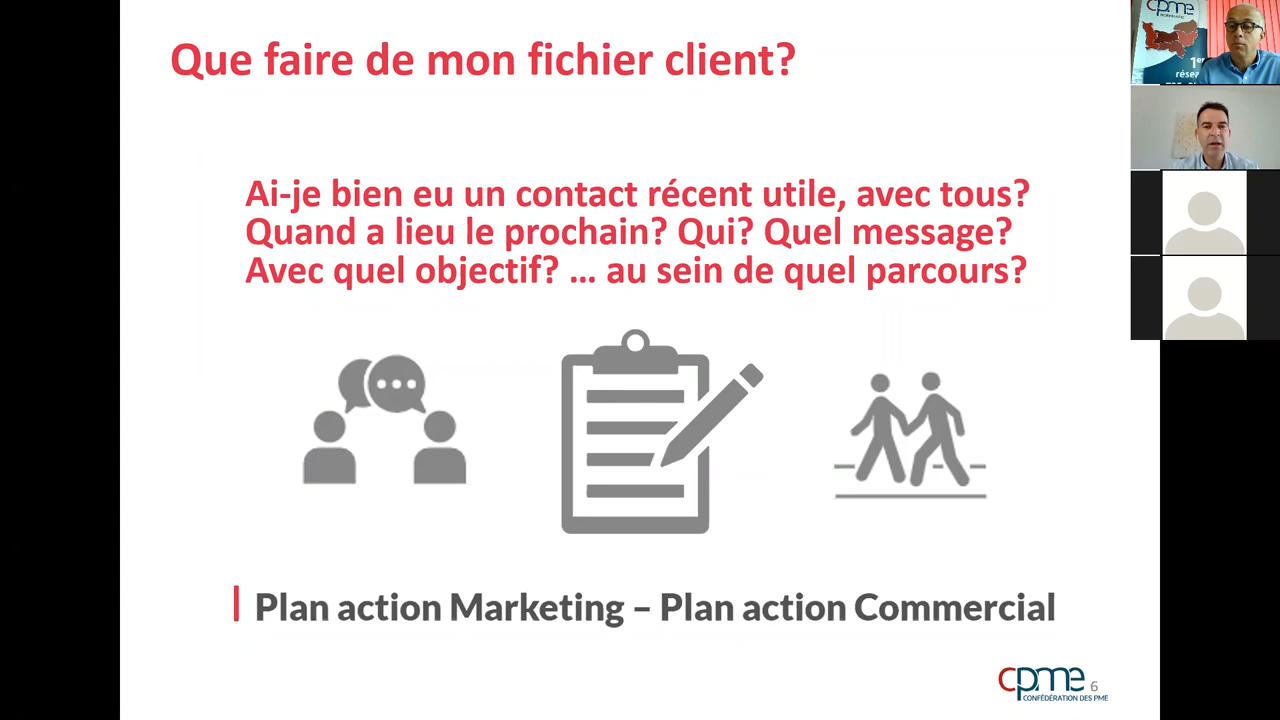 Que faire de mon fichier client?
Ai-je bien eu un contact récent utile, avec tous?
Quand a lieu le prochain? Qui? Quel message?
Avec quel objectif? ... au sein de quel parcours?
Plan action Marketing – Plan action Commercial
cpme
CONFÉDÉRATION DES PME
6
cpme
1er